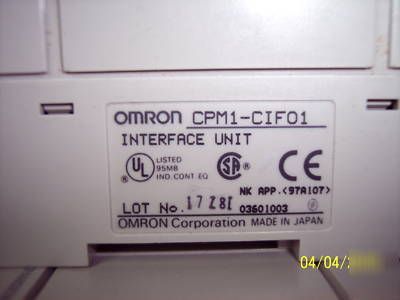 OMRON CPM1-CIF01
INTERFACE UNIT
UL LISTED
95MB
IND. CONT. EQ.
SA
CE
NK APP.<97A107>
LOT No. 03601003
OMRON Corporation MADE IN JAPAN
04/04/